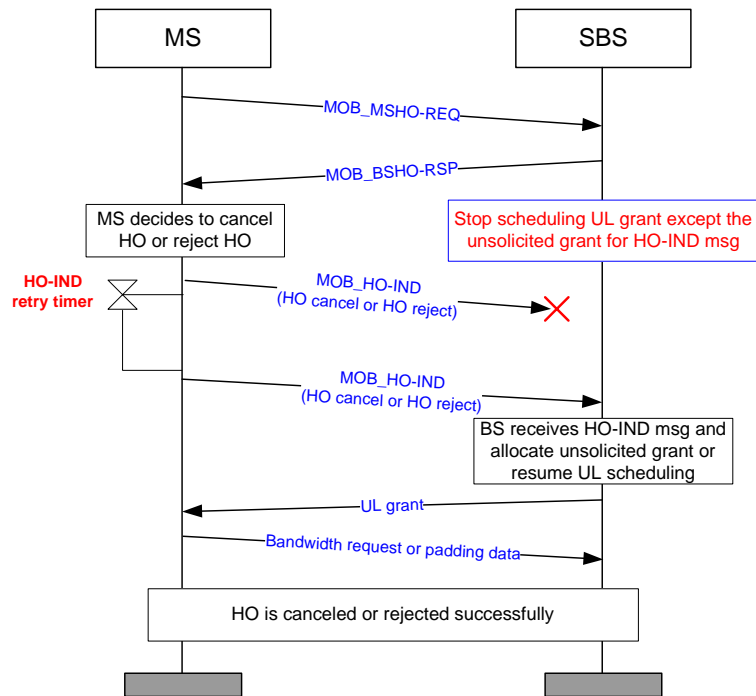 MS
SBS
MOB_MSHO-REQ
MOB_BSHO-RSP
MS decides to cancel
HO or reject HO
Stop scheduling UL grant except the
unsolicited grant for HO-IND msg
HO-IND
retry timer
MOB_HO-IND
(HO cancel or HO reject)
MOB_HO-IND
(HO cancel or HO reject)
BS receives HO-IND msg and
allocate unsolicited grant or
resume UL scheduling
UL grant
Bandwidth request or padding data
HO is canceled or rejected successfully